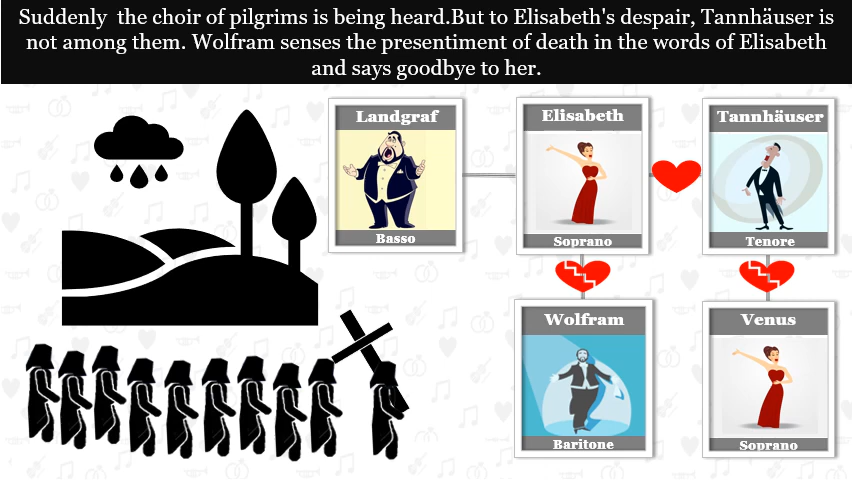 Suddenly  the choir of pilgrims is being heard.But to Elisabeth's despair, Tannhäuser is
not among them. Wolfram senses the presentiment of death in the words of Elisabeth
and says goodbye to her.
Landgraf
Basso
Elisabeth
Soprano
Tannhäuser
Tenore
Wolfram
Baritone
Venus
Soprano